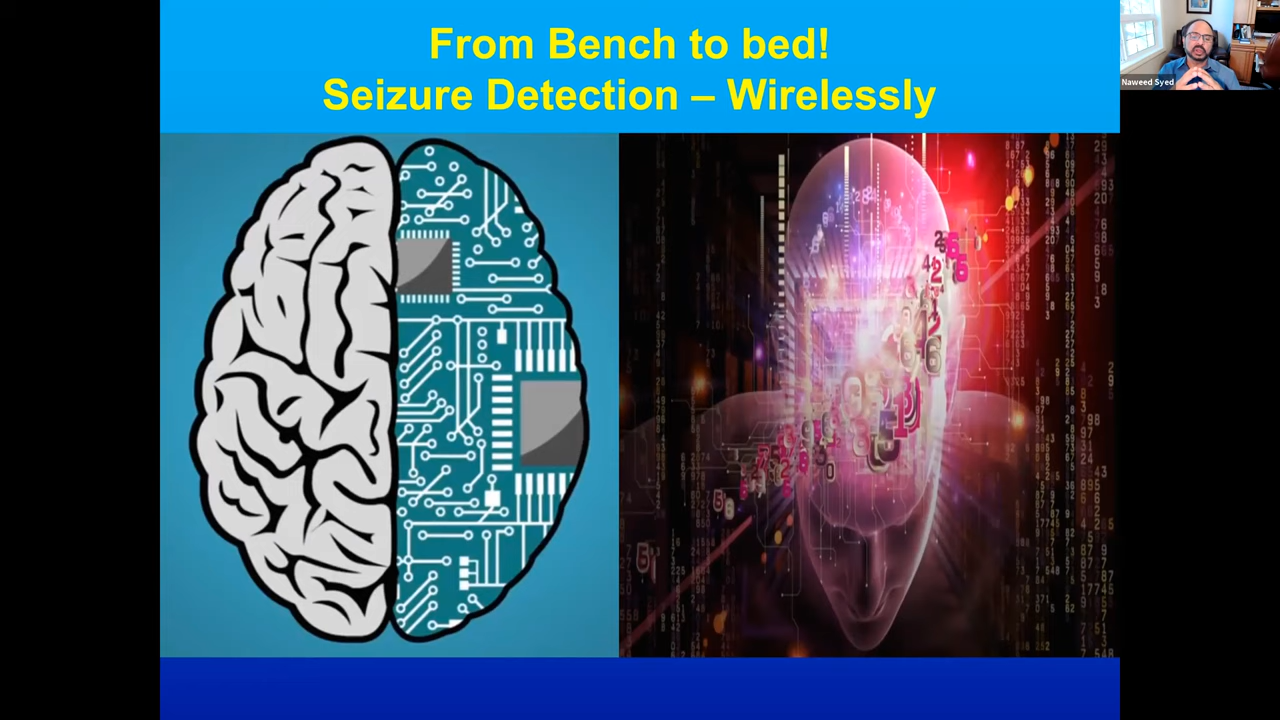 From Bench to bed!
Seizure Detection – Wirelessly
Naweed Syed